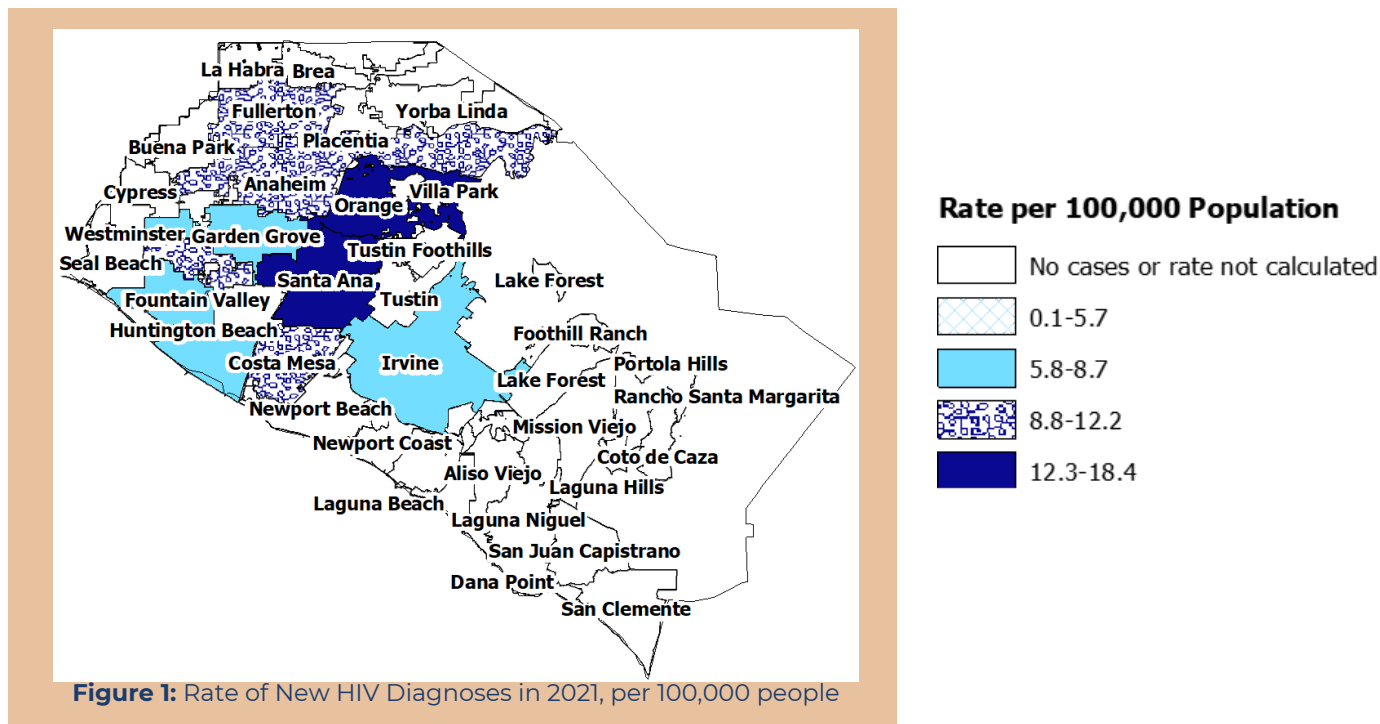 La Habra
Brea
Fullerton
Yorba Linda
Buena Park
Placentia
Cypress
Anaheim
Villa Park
Orange
Westminster
Garden Grove
Tustin Foothills
Seal Beach
Santa Ana
Lake Forest
Fountain Valley
Tustin
Huntington Beach
Foothill Ranch
Costa Mesa
Irvine
Portola Hills
Lake Forest
Rancho Santa Margarita
Newport Beach
Mission Viejo
Newport Coast
Coto de Caza
Aliso Viejo
Laguna Hills
Laguna Beach
Laguna Niguel
San Juan Capistrano
Dana Point
San Clemente
Figure 1: Rate of New HIV Diagnoses in 2021, per 100,000 people
Rate per 100,000 Population
No cases or rate not calculated
0.1-5.7
5.8-8.7
8.8-12.2
12.3-18.4